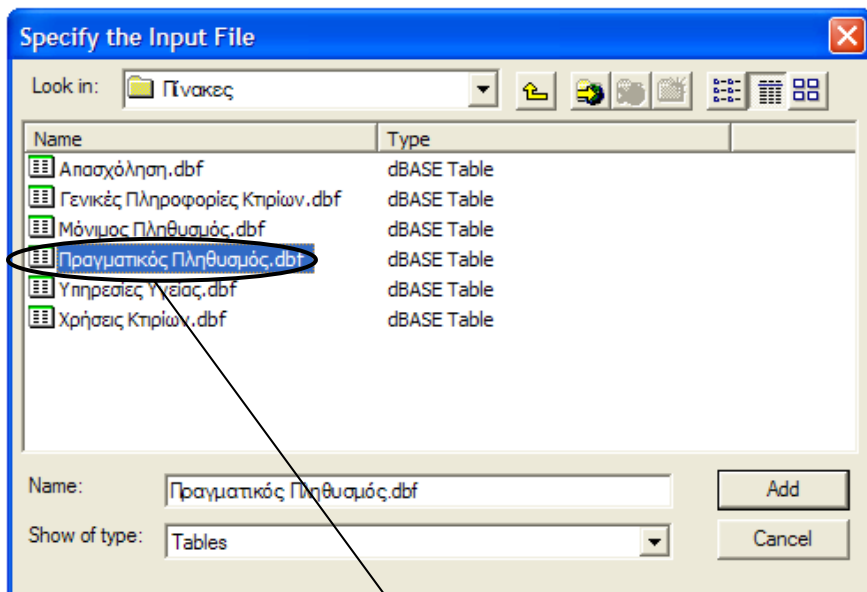 Specify the Input File
Look in: Πίνακες
Name Type
Απασχόληση.dbf dBASE Table
Γενικές Πληροφορίες Κτιρίων.dbf dBASE Table
Μόνιμος Πληθυσμός.dbf dBASE Table
Πραγματικός Πληθυσμός.dbf dBASE Table
Υπηρεσίες Υγείας.dbf dBASE Table
Χρήσεις Κτιρίων.dbf dBASE Table
Name: Πραγματικός Πληθυσμός.dbf Add
Show of type: Tables Cancel